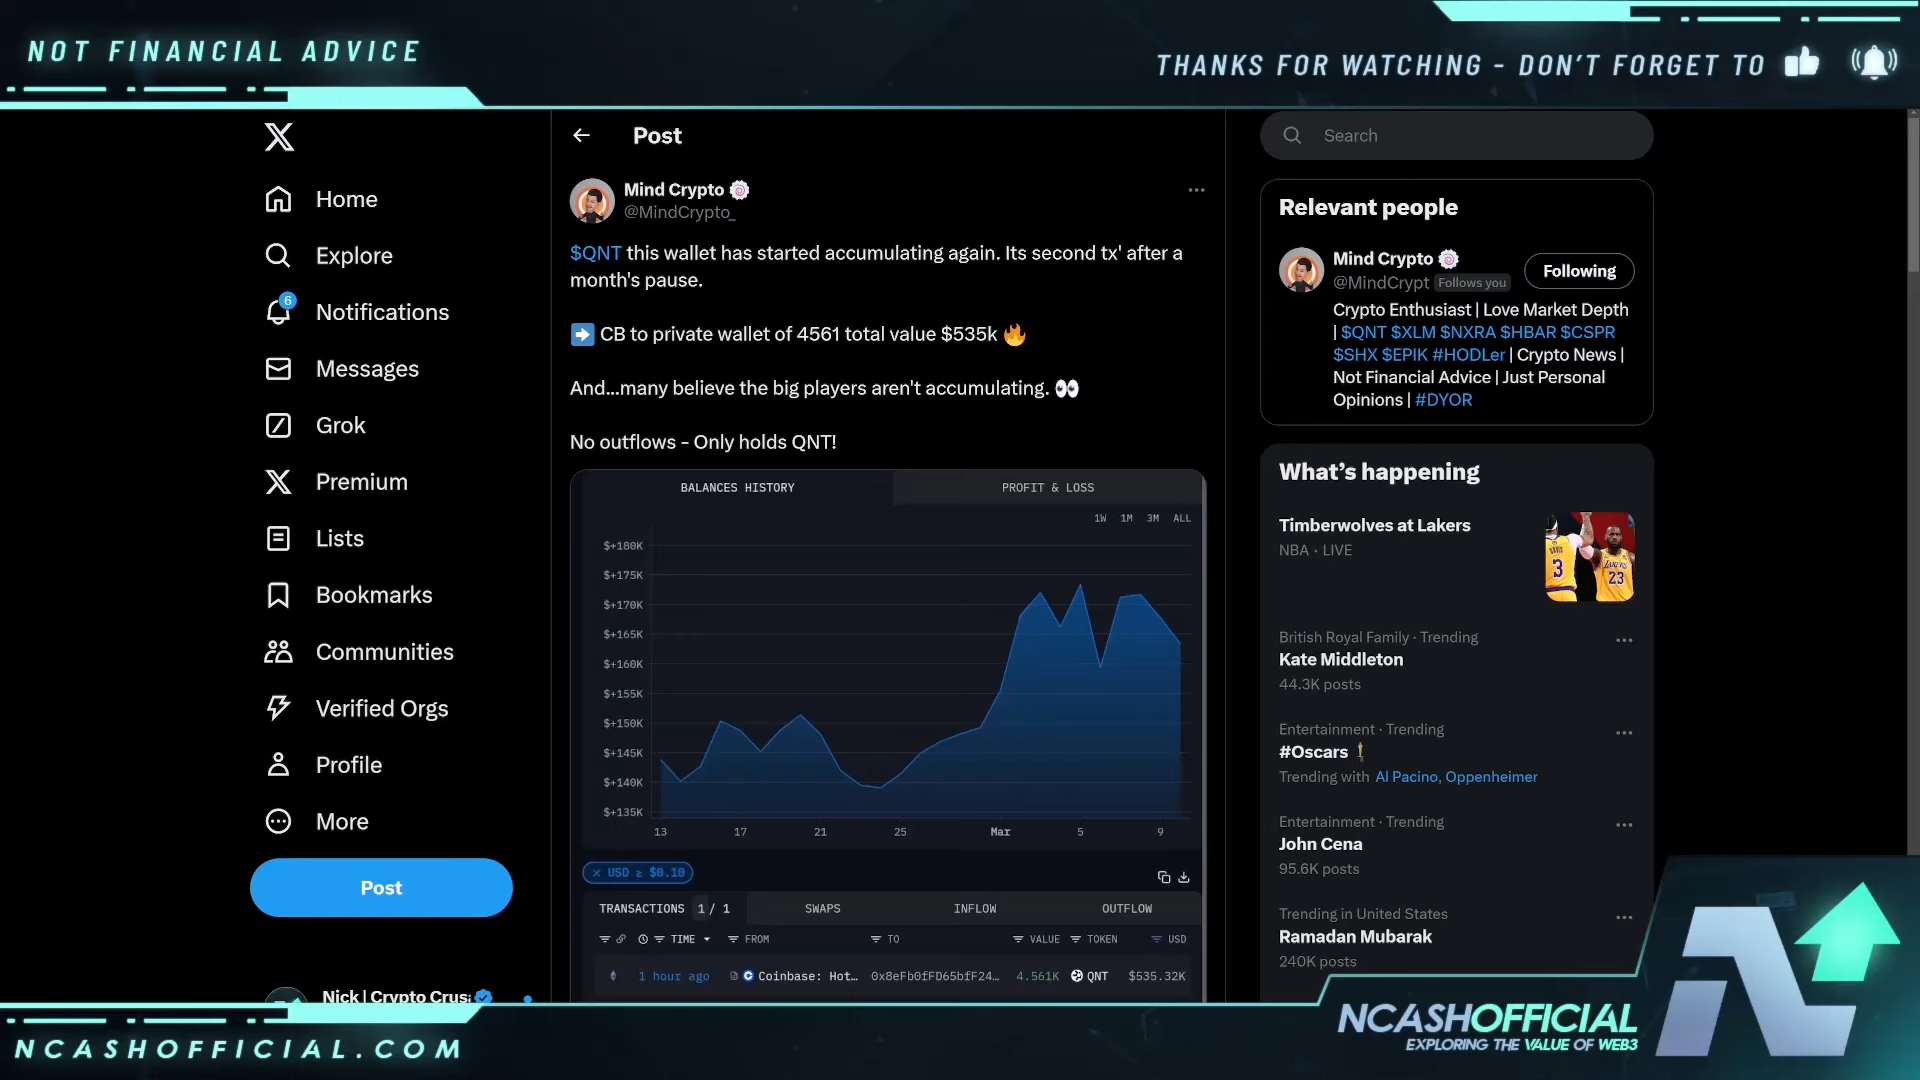 NOT FINANCIAL ADVICE
THANKS FOR WATCHING - DON'T FORGET TO
Home
Explore
6
Notifications
Messages
Grok
Premium
Lists
Bookmarks
Communities
Verified Orgs
Profile
More
Post
Nick | Crypto Crus
Post
Mind Crypto
@MindCrypto_
$QNT this wallet has started accumulating again. Its second tx' after a
month's pause.
➡️ CB to private wallet of 4561 total value $535k 🔥
And...many believe the big players aren't accumulating. 👀
No outflows - Only holds QNT!
BALANCES HISTORY
PROFIT & LOSS
1W 1M 3M ALL
$+180K
$+175K
$+170K
$+165K
$+160K
$+155K
$+150K
$+145K
$+140K
$+135K
13 17 21 25 Mar 5 9
× USD ≥ $0.10
TRANSACTIONS 1 / 1 SWAPS INFLOW OUTFLOW
TIME FROM TO VALUE TOKEN USD
1 hour ago Coinbase: Hot… 0x8eFb0fFD65bfF24… 4.561K QNT $535.32K
Search
Relevant people
Mind Crypto
@MindCrypt Follows you
Following
Crypto Enthusiast | Love Market Depth
| $QNT $XLM $NXRA $HBAR $CSPR
$SHX $EPIK #HODLer | Crypto News |
Not Financial Advice | Just Personal
Opinions | #DYOR
What's happening
Timberwolves at Lakers
NBA · LIVE
3
23
British Royal Family · Trending
Kate Middleton
44.3K posts
Entertainment · Trending
#Oscars
Trending with Al Pacino, Oppenheimer
Entertainment · Trending
John Cena
95.6K posts
Trending in United States
Ramadan Mubarak
240K posts
NCASHOFFICIAL.COM
NCASHOFFICIAL
EXPLORING THE VALUE OF WEB3